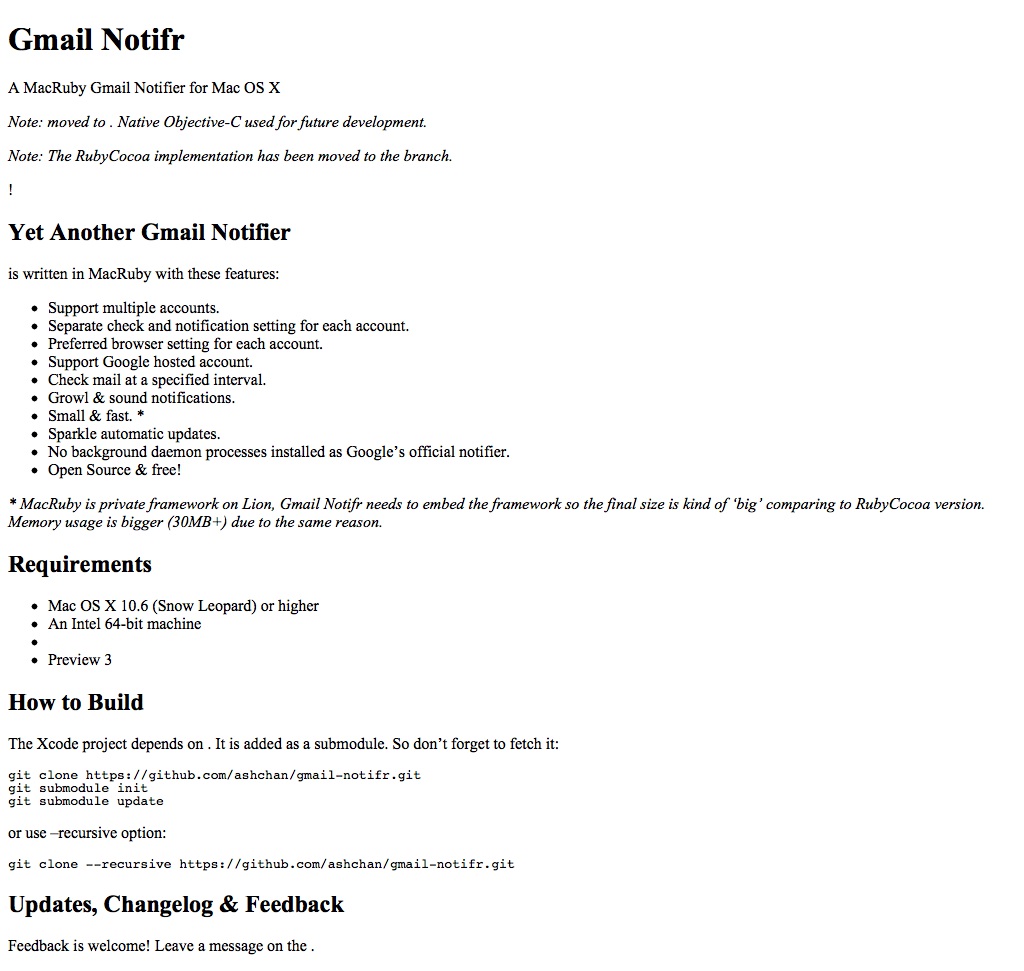 Gmail Notifr
A MacRuby Gmail Notifier for Mac OS X
Note: moved to . Native Objective-C used for future development.
Note: The RubyCocoa implementation has been moved to the branch.
!
Yet Another Gmail Notifier
is written in MacRuby with these features:
• Support multiple accounts.
• Separate check and notification setting for each account.
• Preferred browser setting for each account.
• Support Google hosted account.
• Check mail at a specified interval.
• Growl & sound notifications.
• Small & fast. *
• Sparkle automatic updates.
• No background daemon processes installed as Google’s official notifier.
• Open Source & free!
* MacRuby is private framework on Lion, Gmail Notifr needs to embed the framework so the final size is kind of ‘big’ comparing to RubyCocoa version.
Memory usage is bigger (30MB+) due to the same reason.
Requirements
• Mac OS X 10.6 (Snow Leopard) or higher
• An Intel 64-bit machine
•
• Preview 3
How to Build
The Xcode project depends on . It is added as a submodule. So don’t forget to fetch it:
git clone https://github.com/ashchan/gmail-notifr.git
git submodule init
git submodule update
or use –recursive option:
git clone --recursive https://github.com/ashchan/gmail-notifr.git
Updates, Changelog & Feedback
Feedback is welcome! Leave a message on the .